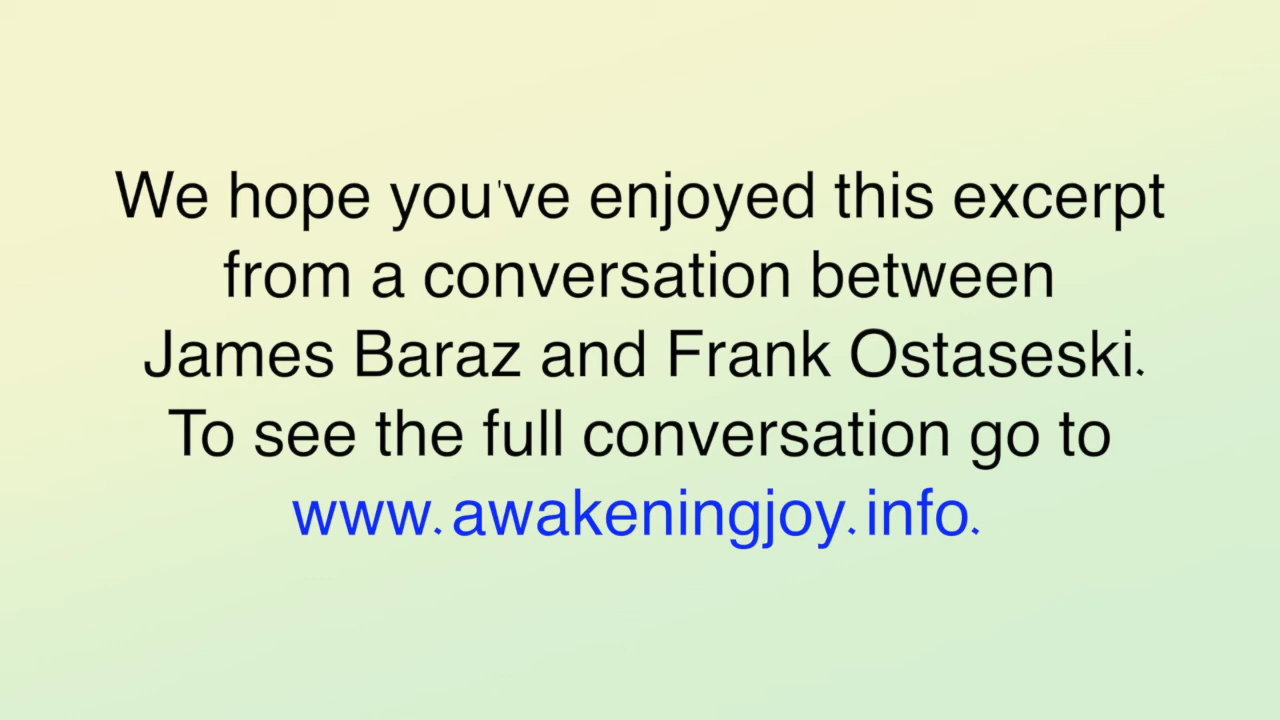 We hope you've enjoyed this excerpt
from a conversation between
James Baraz and Frank Ostaseski.
To see the full conversation go to
www.awakeningjoy.info.